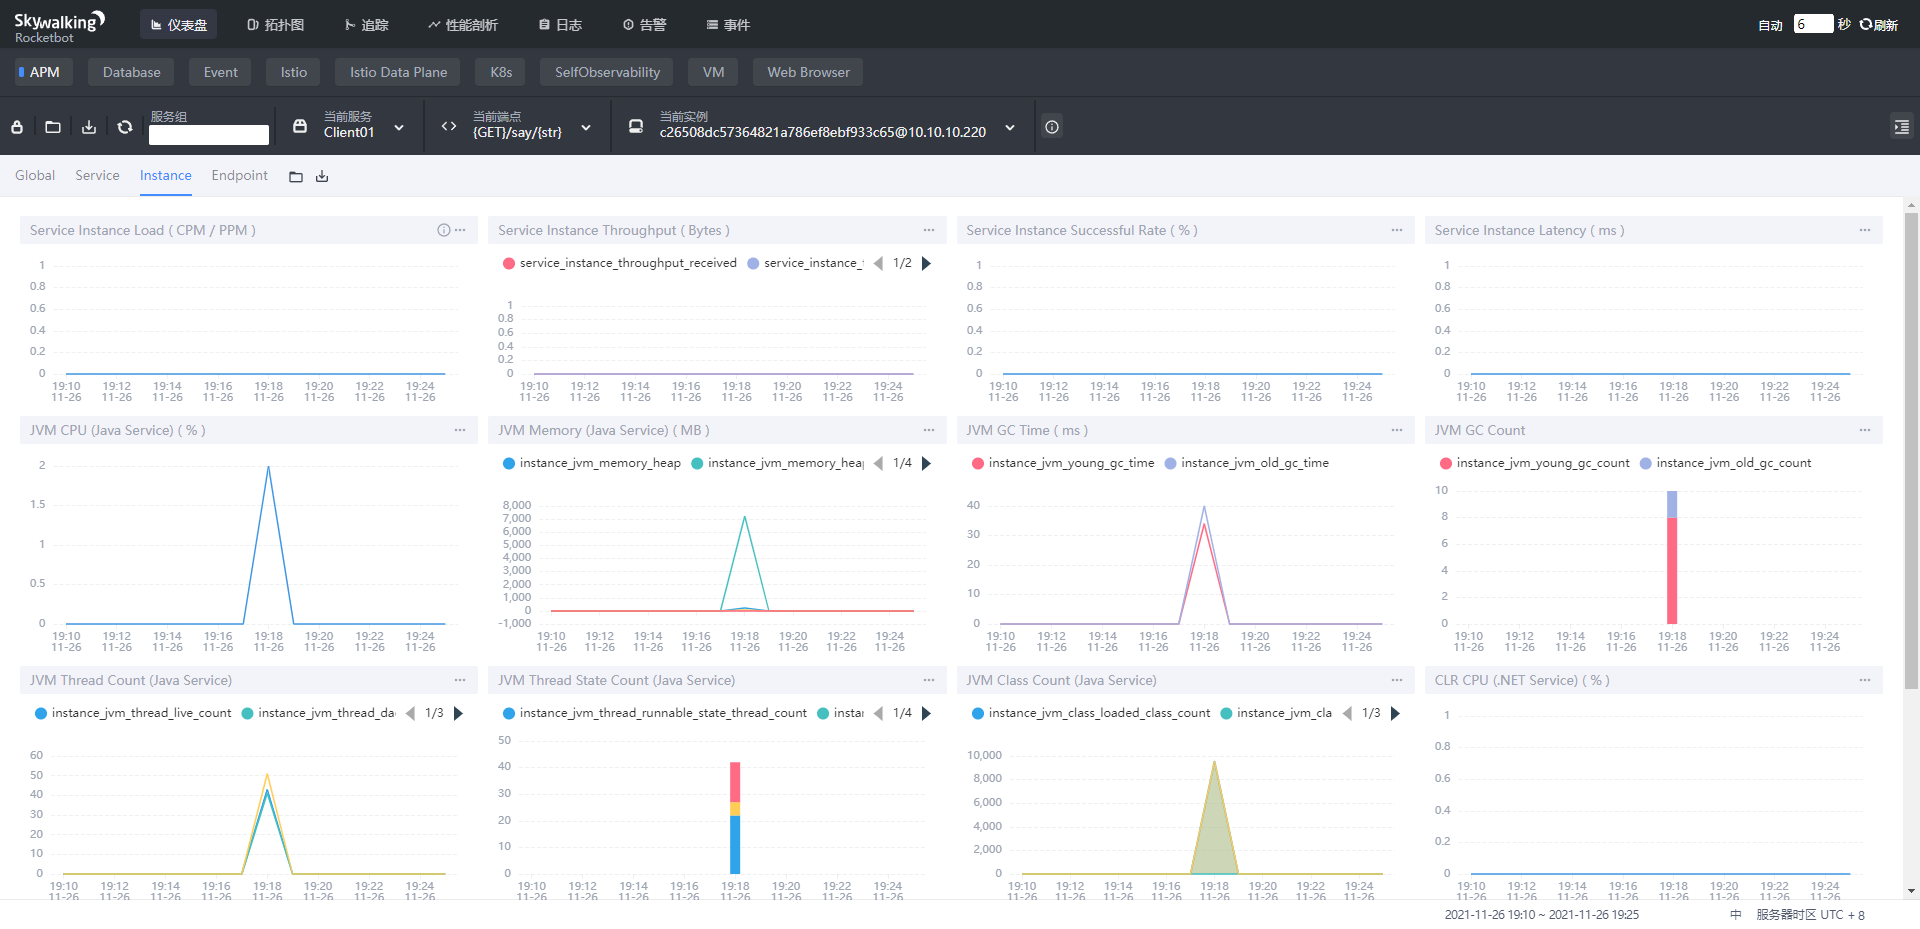 Skywalking
Rocketbot
仪表盘 拓扑图 追踪 性能剖析 日志 告警 事件 自动 6 秒 刷新
APM Database Event Istio Istio Data Plane K8s SelfObservability VM Web Browser
服务组 当前服务 当前端点 当前实例
Client01 {GET}/say/{str} c26508dc57364821a786ef8ebf933c65@10.10.10.220
Global Service Instance Endpoint
Service Instance Load ( CPM / PPM )
1
0.8
0.6
0.4
0.2
0
19:10 19:12 19:14 19:16 19:18 19:20 19:22 19:24
11-26 11-26 11-26 11-26 11-26 11-26 11-26 11-26
Service Instance Throughput ( Bytes )
service_instance_throughput_received service_instance_ 1/2
1
0.8
0.6
0.4
0.2
0
19:10 19:12 19:14 19:16 19:18 19:20 19:22 19:24
11-26 11-26 11-26 11-26 11-26 11-26 11-26 11-26
Service Instance Successful Rate ( % )
1
0.8
0.6
0.4
0.2
0
19:10 19:12 19:14 19:16 19:18 19:20 19:22 19:24
11-26 11-26 11-26 11-26 11-26 11-26 11-26 11-26
Service Instance Latency ( ms )
1
0.8
0.6
0.4
0.2
0
19:10 19:12 19:14 19:16 19:18 19:20 19:22 19:24
11-26 11-26 11-26 11-26 11-26 11-26 11-26 11-26
JVM CPU (Java Service) ( % )
2
1.5
1
0.5
0
19:10 19:12 19:14 19:16 19:18 19:20 19:22 19:24
11-26 11-26 11-26 11-26 11-26 11-26 11-26 11-26
JVM Memory (Java Service) ( MB )
instance_jvm_memory_heap instance_jvm_memory_hea 1/4
8,000
7,000
6,000
5,000
4,000
3,000
2,000
1,000
0
-1,000
19:10 19:12 19:14 19:16 19:18 19:20 19:22 19:24
11-26 11-26 11-26 11-26 11-26 11-26 11-26 11-26
JVM GC Time ( ms )
instance_jvm_young_gc_time instance_jvm_old_gc_time
40
30
20
10
0
19:10 19:12 19:14 19:16 19:18 19:20 19:22 19:24
11-26 11-26 11-26 11-26 11-26 11-26 11-26 11-26
JVM GC Count
instance_jvm_young_gc_count instance_jvm_old_gc_count
10
8
6
4
2
0
19:10 19:12 19:14 19:16 19:18 19:20 19:22 19:24
11-26 11-26 11-26 11-26 11-26 11-26 11-26 11-26
JVM Thread Count (Java Service)
instance_jvm_thread_live_count instance_jvm_thread_da 1/3
60
50
40
30
20
10
0
19:10 19:12 19:14 19:16 19:18 19:20 19:22 19:24
11-26 11-26 11-26 11-26 11-26 11-26 11-26 11-26
JVM Thread State Count (Java Service)
instance_jvm_thread_runnable_state_thread_count instar 1/4
50
40
30
20
10
0
19:10 19:12 19:14 19:16 19:18 19:20 19:22 19:24
11-26 11-26 11-26 11-26 11-26 11-26 11-26 11-26
JVM Class Count (Java Service)
instance_jvm_class_loaded_class_count instance_jvm_cla 1/3
10,000
8,000
6,000
4,000
2,000
0
19:10 19:12 19:14 19:16 19:18 19:20 19:22 19:24
11-26 11-26 11-26 11-26 11-26 11-26 11-26 11-26
CLR CPU (.NET Service) ( % )
1
0.8
0.6
0.4
0.2
0
19:10 19:12 19:14 19:16 19:18 19:20 19:22 19:24
11-26 11-26 11-26 11-26 11-26 11-26 11-26 11-26
2021-11-26 19:10 ~ 2021-11-26 19:25 中 服务器时区 UTC + 8